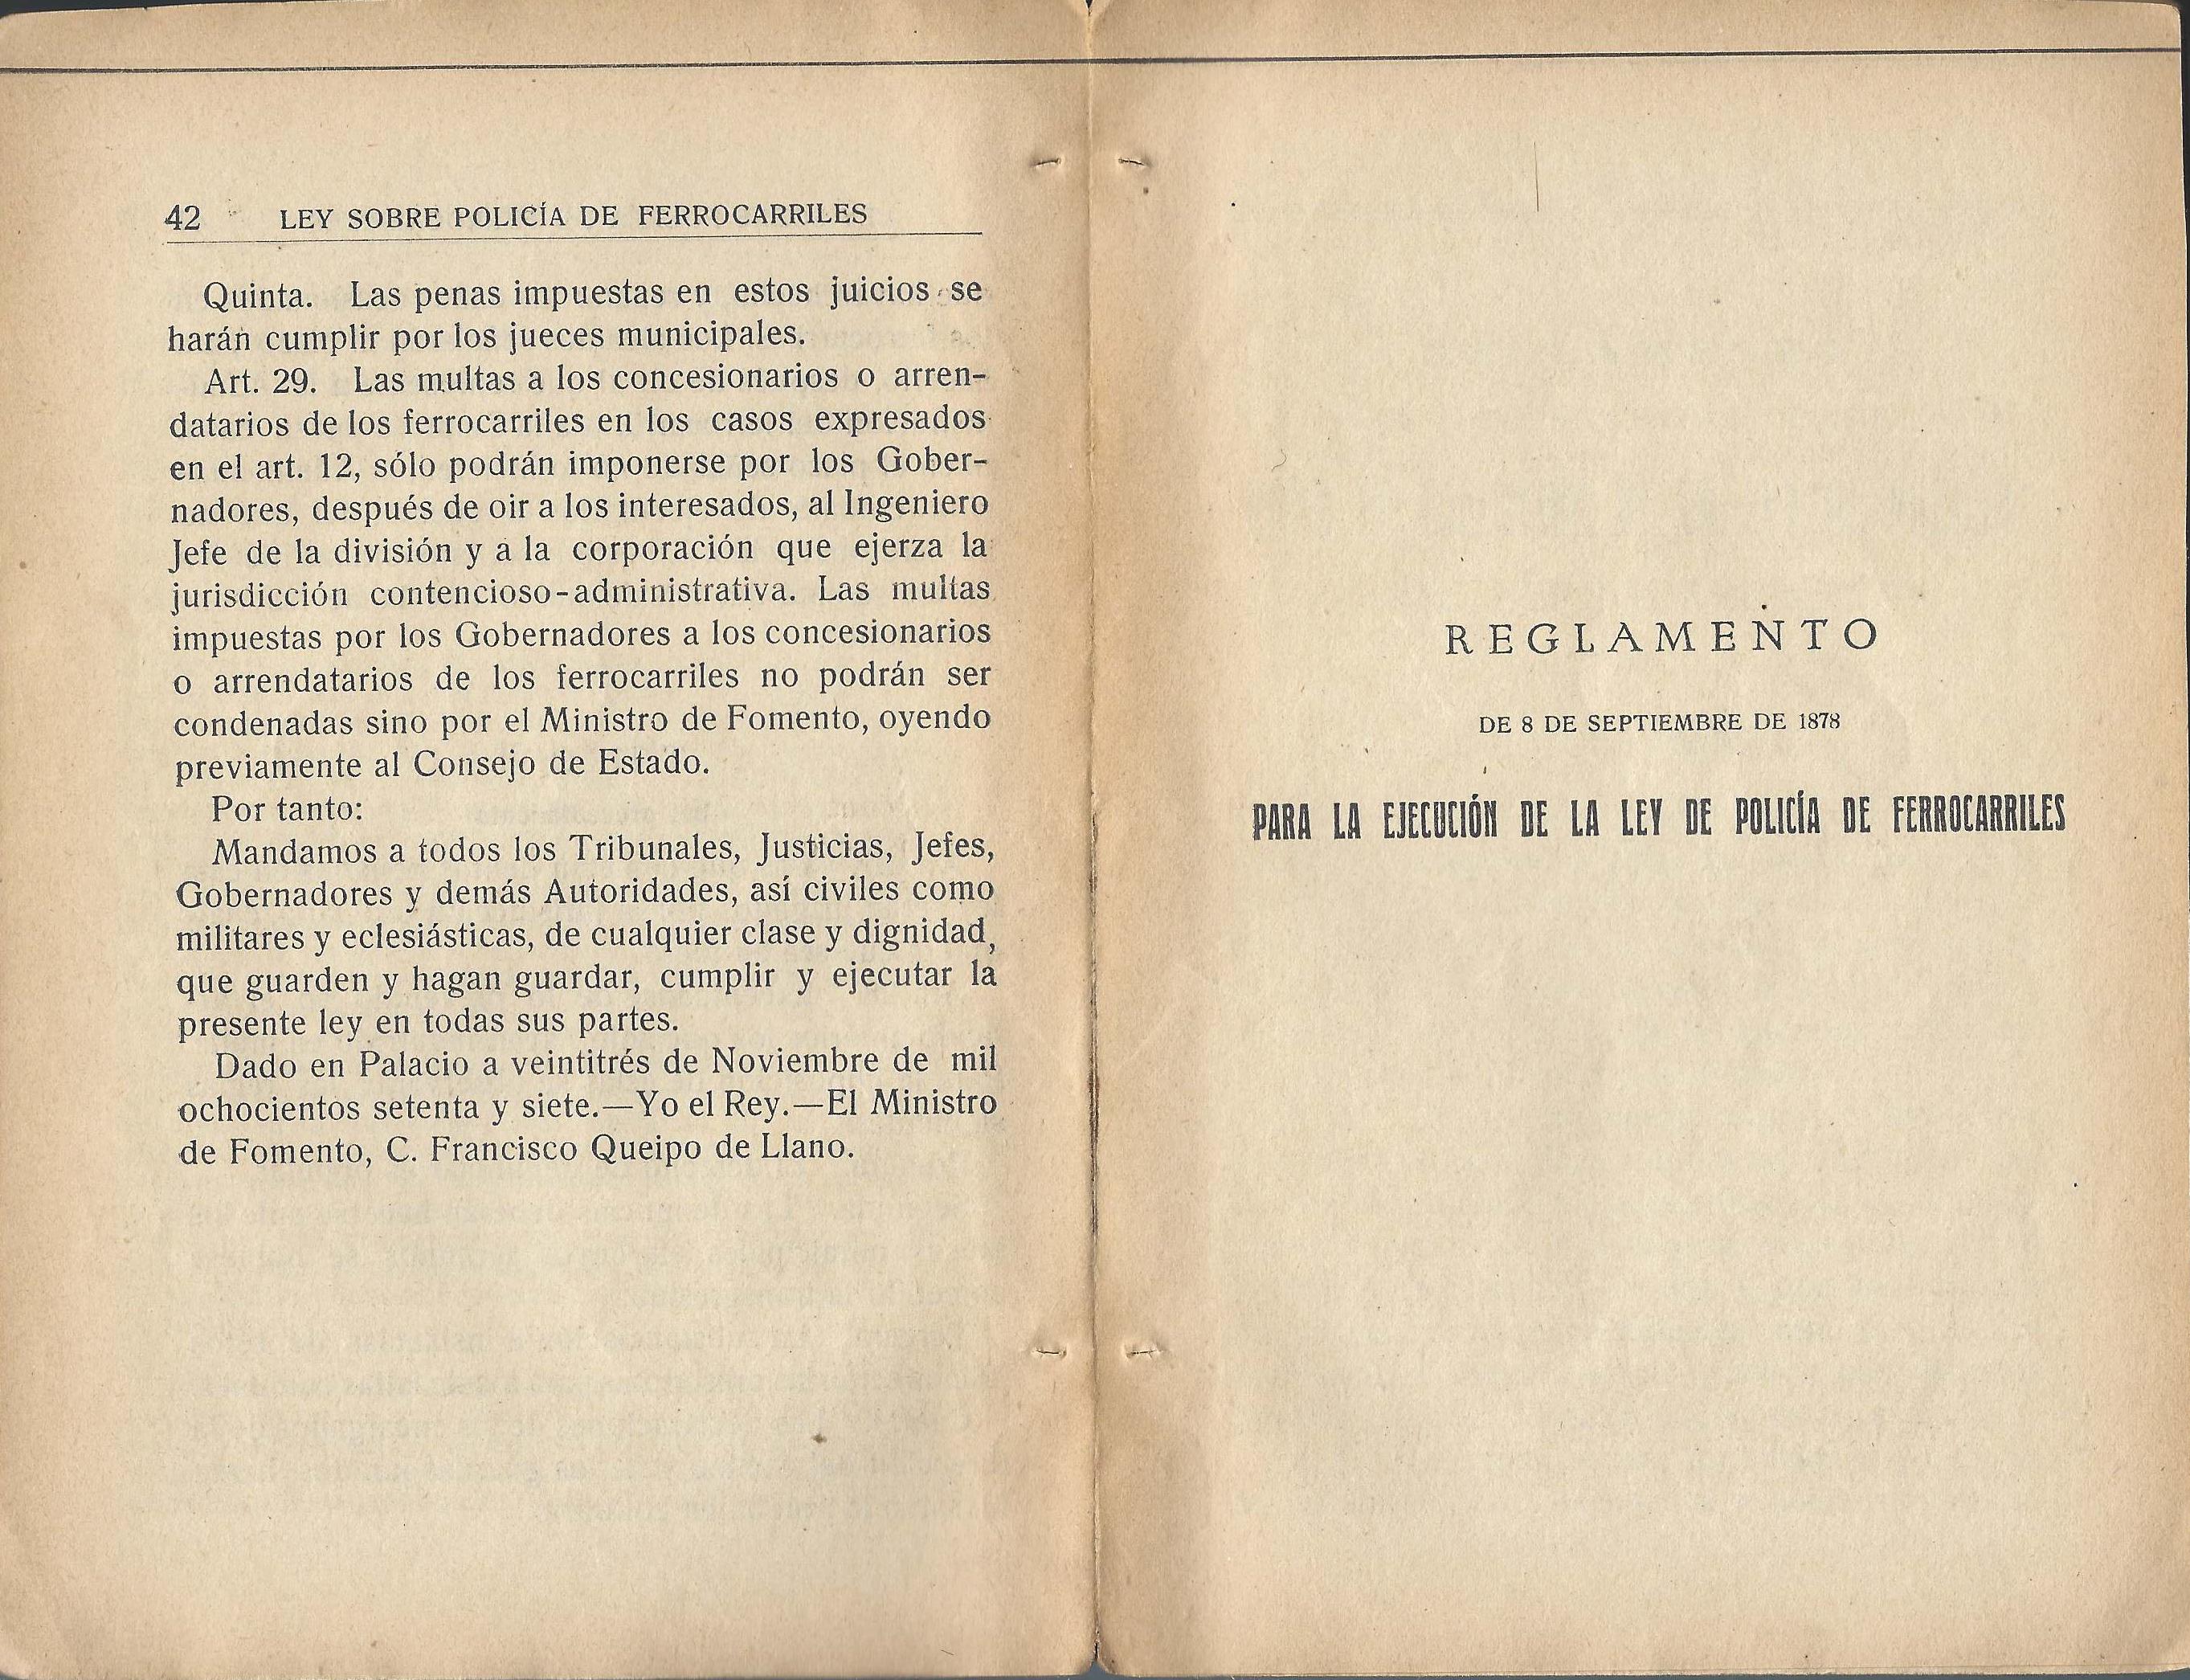 42 LEY SOBRE POLICÍA DE FERROCARRILES
Quinta. Las penas impuestas en estos juicios se
harán cumplir por los jueces municipales.
Art. 29. Las multas a los concesionarios o arren-
datarios de los ferrocarriles en los casos expresados
en el art. 12, sólo podrán imponerse por los Gober-
nadores, después de oir a los interesados, al Ingeniero
Jefe de la división y a la corporación que ejerza la
jurisdicción contencioso-administrativa. Las multas
impuestas por los Gobernadores a los concesionarios
o arrendatarios de los ferrocarriles no podrán ser
condenadas sino por el Ministro de Fomento, oyendo
previamente al Consejo de Estado.
Por tanto:
Mandamos a todos los Tribunales, Justicias, Jefes,
Gobernadores y demás Autoridades, así civiles como
militares y eclesiásticas, de cualquier clase y dignidad,
que guarden y hagan guardar, cumplir y ejecutar la
presente ley en todas sus partes.
Dado en Palacio a veintitrés de Noviembre de mil
ochocientos setenta y siete.—Yo el Rey.—El Ministro
de Fomento, C. Francisco Queipo de Llano.
REGLAMENTO
DE 8 DE SEPTIEMBRE DE 1878
PARA LA EJECUCIÓN DE LA LEY DE POLICÍA DE FERROCARRILES